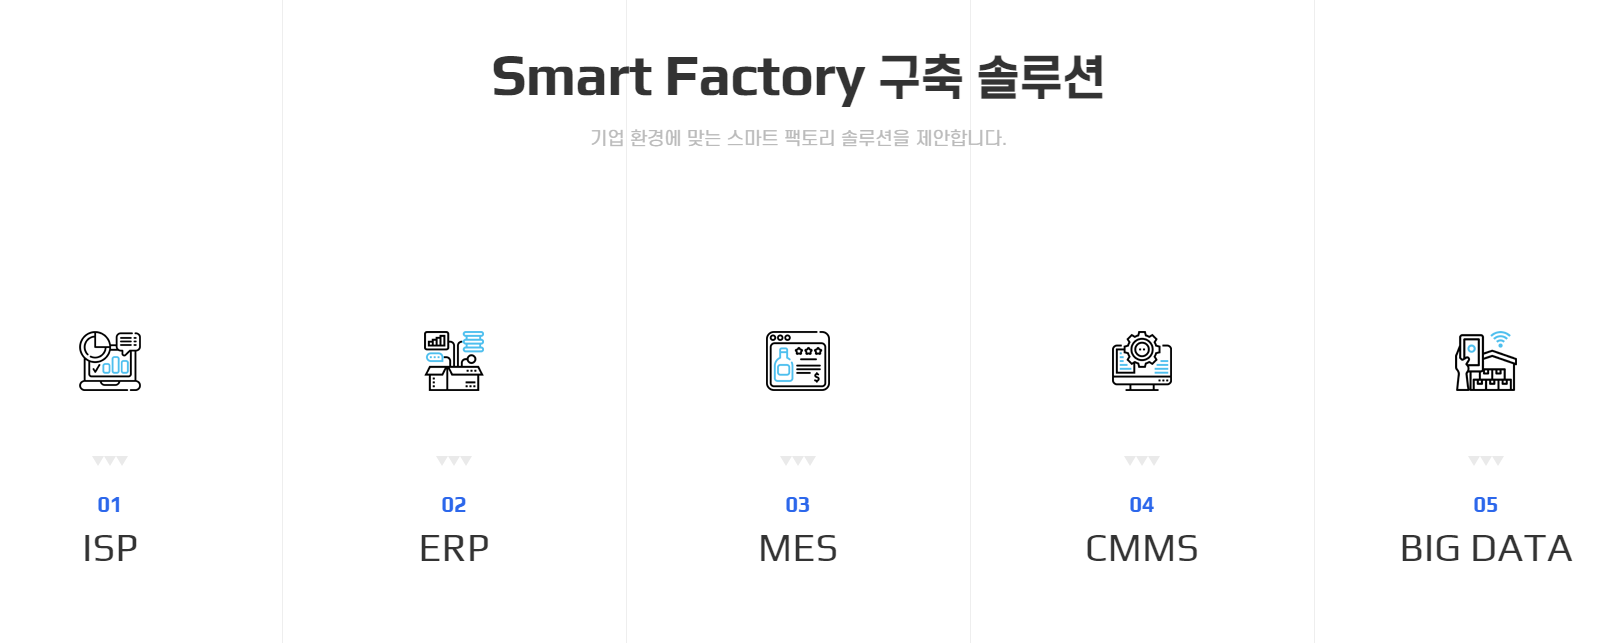 Smart Factory 구축 솔루션
기업 환경에 맞는 스마트 팩토리 솔루션을 제안합니다.
01
ISP
02
ERP
03
MES
04
CMMS
05
BIG DATA